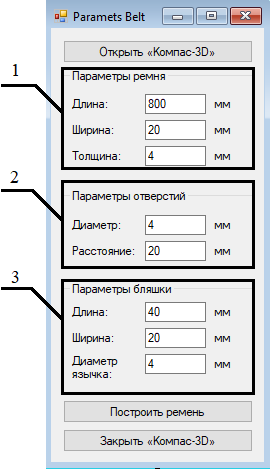 Paramets Belt
Открыть «Компас-3D»
1
Параметры ремня
Длина: 800 мм
Ширина: 20 мм
Толщина: 4 мм
2
Параметры отверстий
Диаметр: 4 мм
Расстояние: 20 мм
3
Параметры бляшки
Длина: 40 мм
Ширина: 20 мм
Диаметр язычка: 4 мм
Построить ремень
Закрыть «Компас-3D»